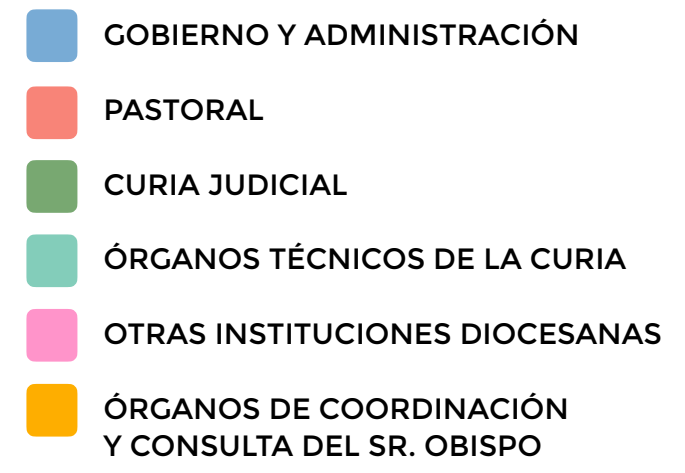 GOBIERNO Y ADMINISTRACIÓN
PASTORAL
CURIA JUDICIAL
ÓRGANOS TÉCNICOS DE LA CURIA
OTRAS INSTITUCIONES DIOCESANAS
ÓRGANOS DE COORDINACIÓN
Y CONSULTA DEL SR. OBISPO